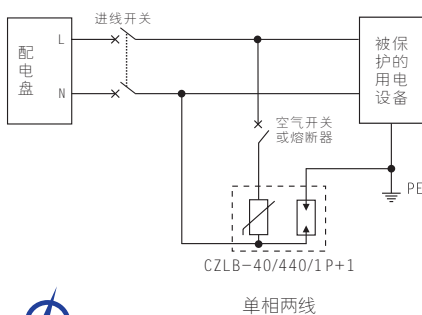 进线开关
配电盘
L
N
被保护的用电设备
空气开关
或熔断器
PE
CZLB-40/440/1P+1
单相两线